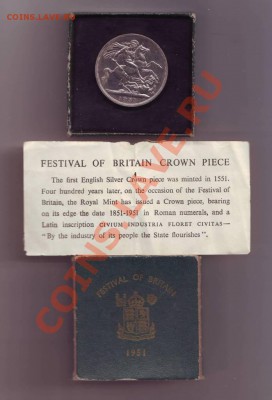 COINS.LAVE.RU
FESTIVAL OF BRITAIN CROWN PIECE
The first English Silver Crown piece was minted in 1551.
Four hundred years later, on the occasion of the Festival of
Britain, the Royal Mint has issued a Crown piece, bearing
on its edge the date 1851-1951 in Roman numerals, and a
Latin inscription CIVIUM INDUSTRIA FLORET CIVITAS—
"By the industry of its people the State flourishes".
FESTIVAL OF BRITAIN
1951